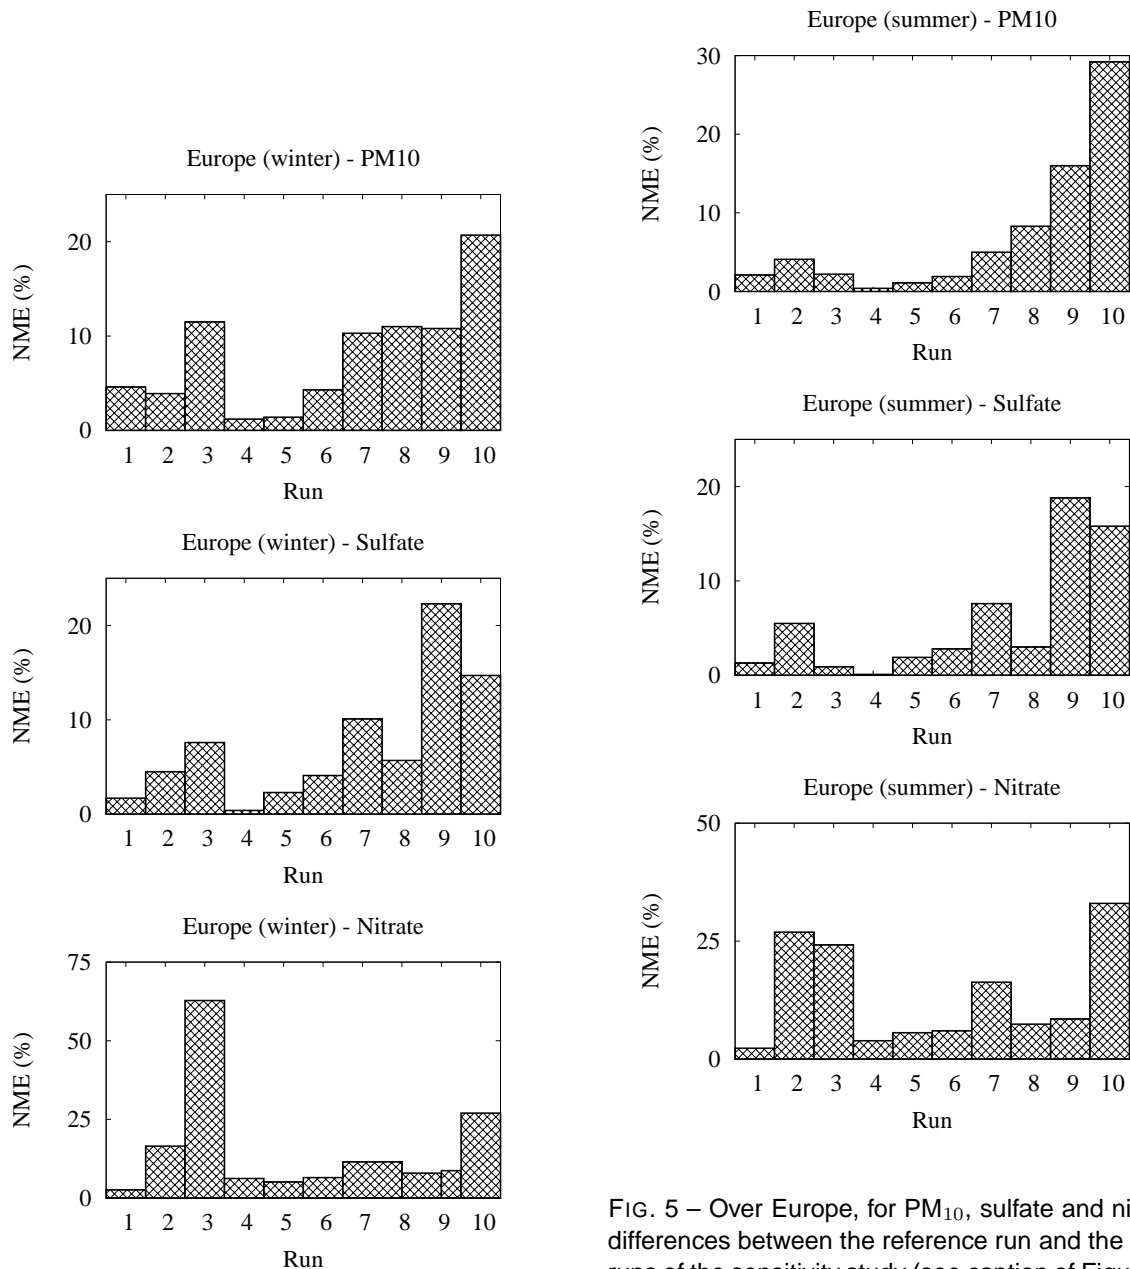 Europe (winter) - PM10
NME (%)
20
10
0
1 2 3 4 5 6 7 8 9 10
Run
Europe (winter) - Sulfate
NME (%)
20
10
0
1 2 3 4 5 6 7 8 9 10
Run
Europe (winter) - Nitrate
NME (%)
75
50
25
0
1 2 3 4 5 6 7 8 9 10
Run
Europe (summer) - PM10
NME (%)
30
20
10
0
1 2 3 4 5 6 7 8 9 10
Run
Europe (summer) - Sulfate
NME (%)
20
10
0
1 2 3 4 5 6 7 8 9 10
Run
Europe (summer) - Nitrate
NME (%)
50
25
0
1 2 3 4 5 6 7 8 9 10
Run
FIG. 5 – Over Europe, for PM10, sulfate and ni
differences between the reference run and the
runs of the sensitivity study (see caption of Figu